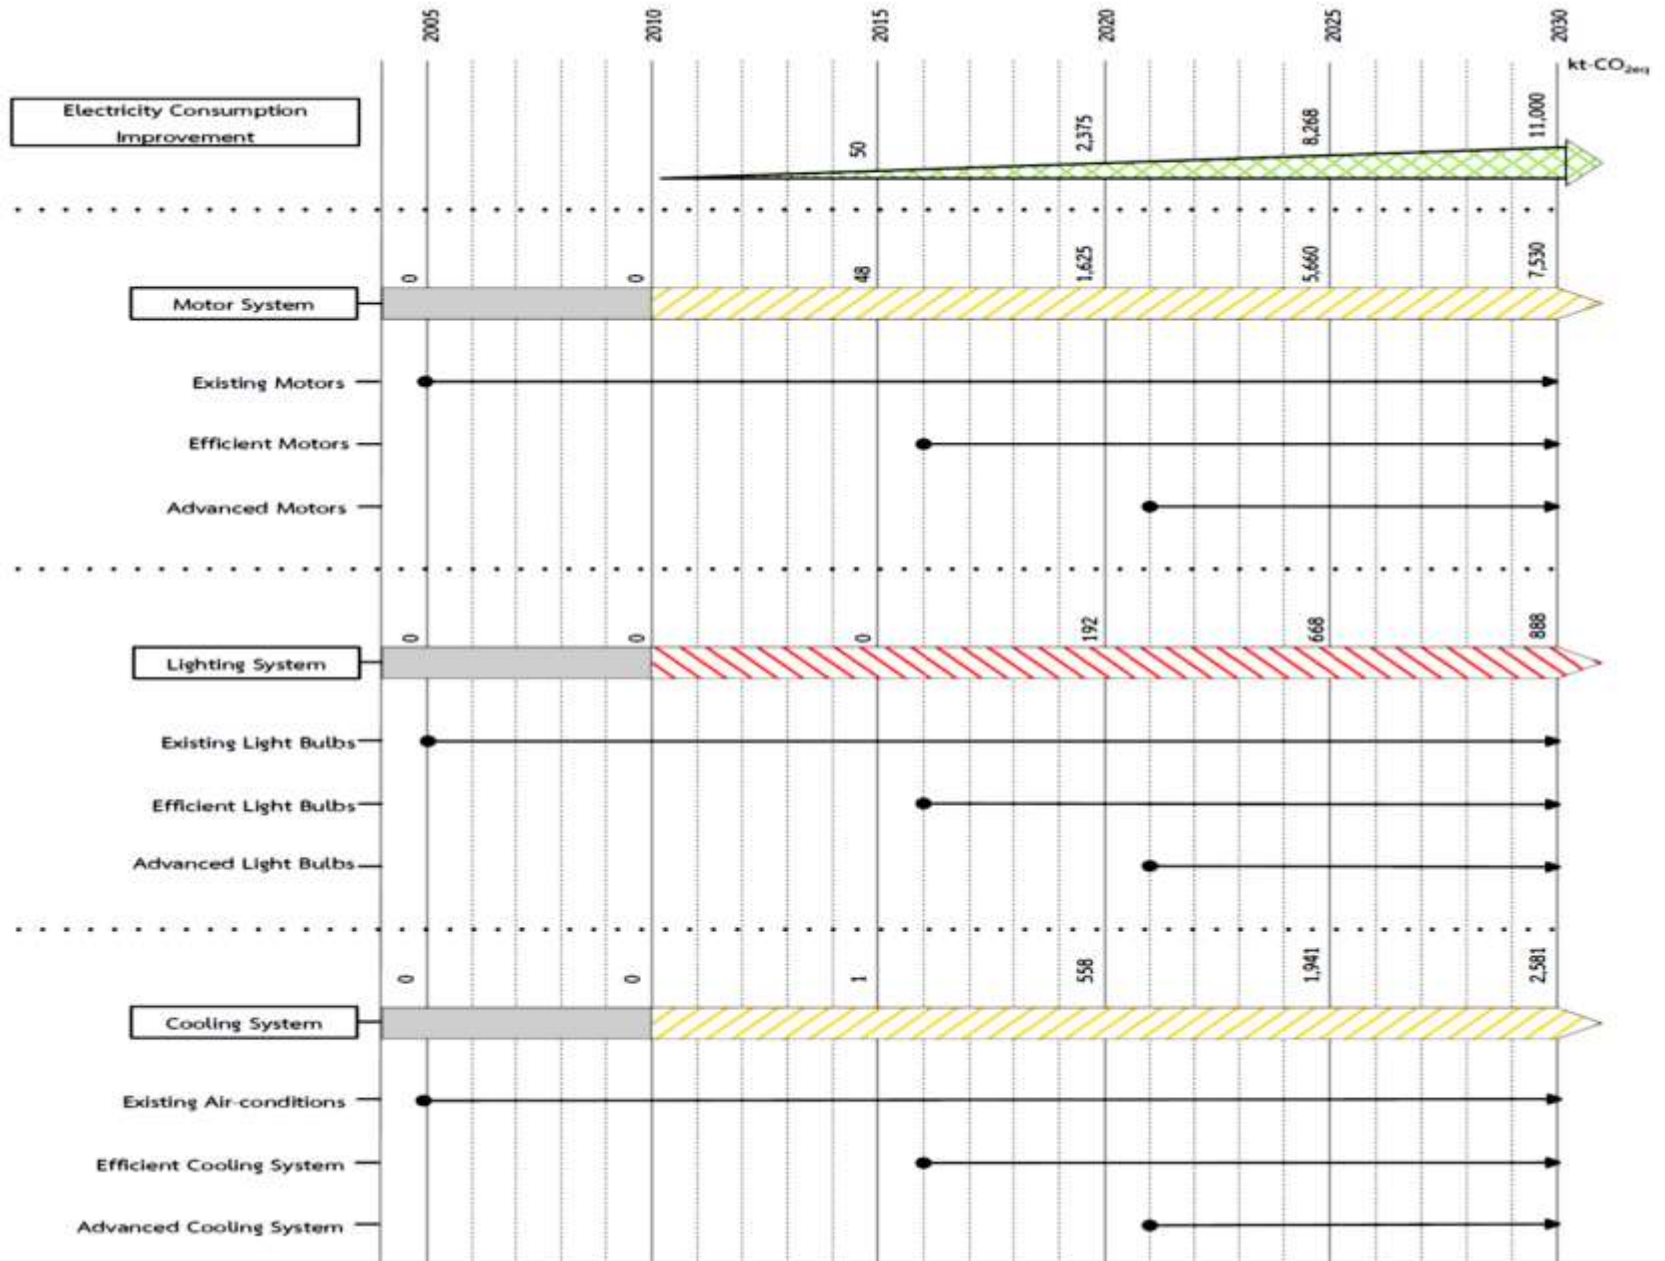 2005 2010 2015 2020 2025 2030
kt-CO2eq
Electricity Consumption
Improvement
50 2,375 8,268 11,000
0 0 48 1,625 5,660 7,530
Motor System
Existing Motors
Efficient Motors
Advanced Motors
0 0 0 192 668 888
Lighting System
Existing Light Bulbs
Efficient Light Bulbs
Advanced Light Bulbs
0 0 1 558 1,941 2,581
Cooling System
Existing Air-conditions
Efficient Cooling System
Advanced Cooling System